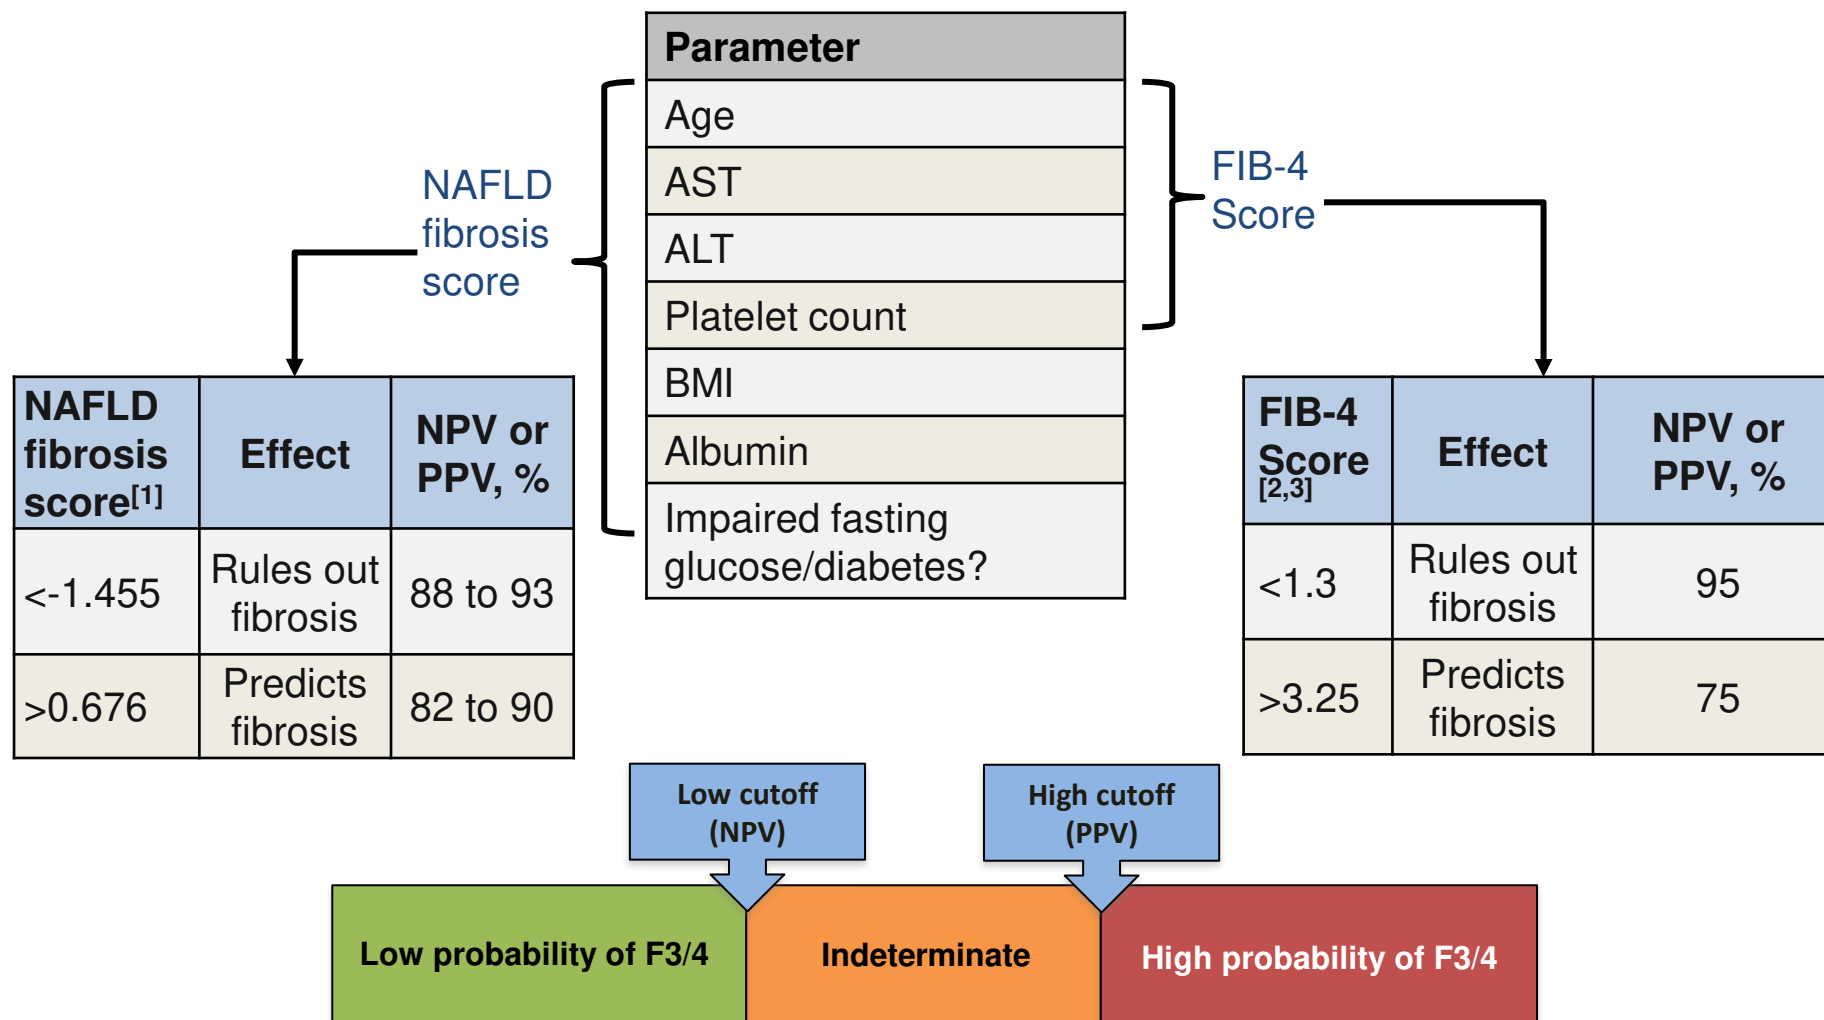 Parameter
Age
AST
ALT
Platelet count
BMI
Albumin
Impaired fasting
glucose/diabetes?
NAFLD
fibrosis
score
FIB-4
Score
NAFLD
fibrosis
score[1]
Effect
NPV or
PPV, %
<-1.455
Rules out
fibrosis
88 to 93
>0.676
Predicts
fibrosis
82 to 90
FIB-4
Score
[2,3]
Effect
NPV or
PPV, %
<1.3
Rules out
fibrosis
95
>3.25
Predicts
fibrosis
75
Low cutoff
(NPV)
High cutoff
(PPV)
Low probability of F3/4
Indeterminate
High probability of F3/4